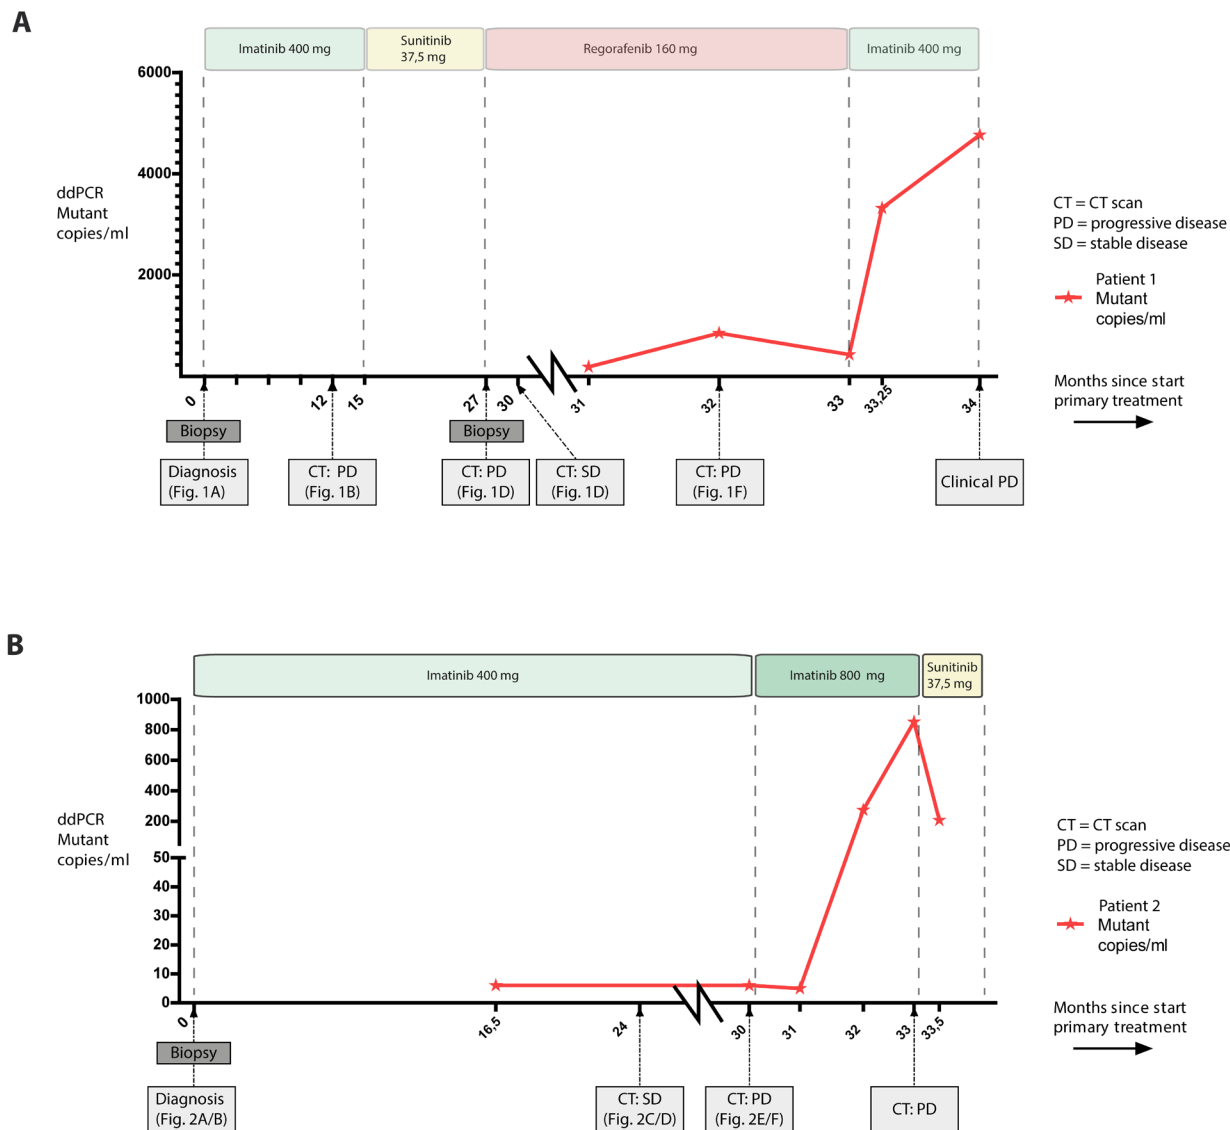 A
Imatinib 400 mg
Sunitinib
37,5 mg
Regorafenib 160 mg
Imatinib 400 mg
6000
4000
2000
ddPCR
Mutant
copies/ml
CT = CT scan
PD = progressive disease
SD = stable disease
Patient 1
Mutant
copies/ml
Months since start
primary treatment
0
12
15
27
30
31
32
33
33,25
34
Biopsy
Biopsy
Diagnosis
(Fig. 1A)
CT: PD
(Fig. 1B)
CT: PD
(Fig. 1D)
CT: SD
(Fig. 1D)
CT: PD
(Fig. 1F)
Clinical PD
B
Imatinib 400 mg
Imatinib 800 mg
Sunitinib
37,5 mg
1000
800
600
400
200
50
40
30
20
10
0
ddPCR
Mutant
copies/ml
CT = CT scan
PD = progressive disease
SD = stable disease
Patient 2
Mutant
copies/ml
Months since start
primary treatment
0
16,5
24
30
31
32
33
33,5
Biopsy
Diagnosis
(Fig. 2A/B)
CT: SD
(Fig. 2C/D)
CT: PD
(Fig. 2E/F)
CT: PD